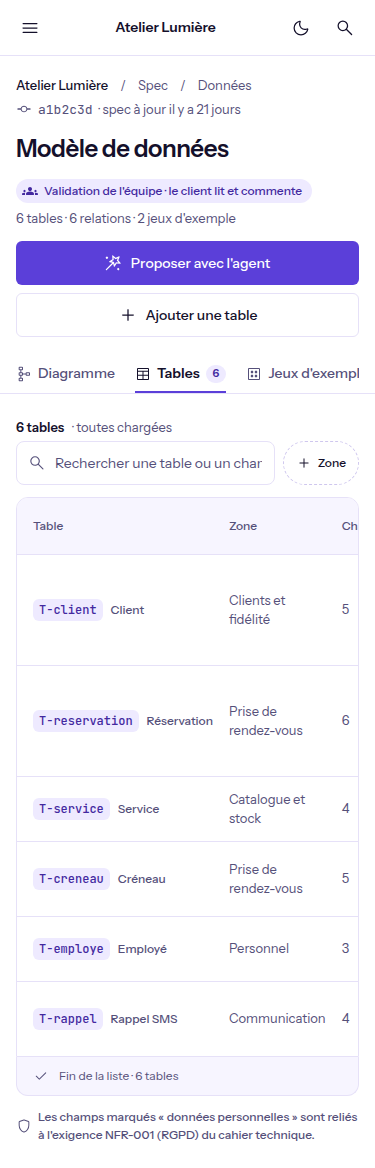 Atelier Lumière
Atelier Lumière / Spec / Données
a1b2c3d · spec à jour il y a 21 jours
Modèle de données
Validation de l'équipe · le client lit et commente
6 tables · 6 relations · 2 jeux d'exemple
Proposer avec l'agent
Ajouter une table
Diagramme Tables 6 Jeux d'exempl
6 tables · toutes chargées
Rechercher une table ou un char
Zone
Table Zone Ch
T-client Client Clients et fidélité 5
T-reservation Réservation Prise de rendez-vous 6
T-service Service Catalogue et stock 4
T-creneau Créneau Prise de rendez-vous 5
T-employe Employé Personnel 3
T-rappel Rappel SMS Communication 4
Fin de la liste · 6 tables
Les champs marqués « données personnelles » sont reliés
à l'exigence NFR-001 (RGPD) du cahier technique.